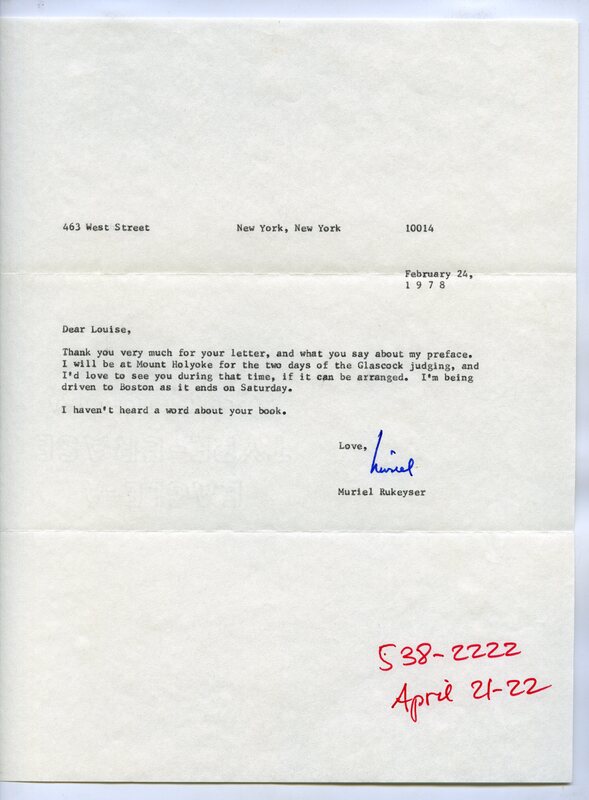 463 West Street New York, New York 10014
February 24,
1 9 7 8
Dear Louise,
Thank you very much for your letter, and what you say about my preface.
I will be at Mount Holyoke for the two days of the Glascock judging, and
I'd love to see you during that time, if it can be arranged. I'm being
driven to Boston as it ends on Saturday.
I haven't heard a word about your book.
Love,
Muriel
Muriel Rukeyser
538-2222
April 21-22